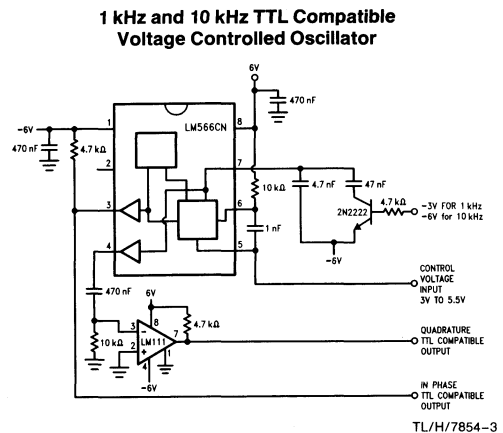 1 kHz and 10 kHz TTL Compatible
Voltage Controlled Oscillator
6V
470 nF
LM566CN
-6V
1
8
470 nF
4.7 kΩ
2
7
10 kΩ
4.7 nF
47 nF
4.7 kΩ
-3V FOR 1 kHz
-6V for 10 kHz
2N2222
3
6
1 nF
-6V
4
5
CONTROL
VOLTAGE
INPUT
3V TO 5.5V
470 nF
6V
4.7 kΩ
10 kΩ
3
-
8
7
LM111
2
+
4
1
-6V
QUADRATURE
TTL COMPATIBLE
OUTPUT
IN PHASE
TTL COMPATIBLE
OUTPUT
TL/H/7854-3